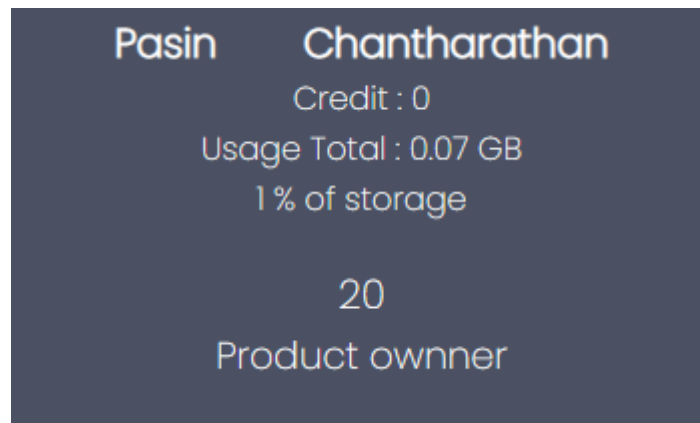 Pasin Chantharathan
Credit : 0
Usage Total : 0.07 GB
1 % of storage
20
Product ownner